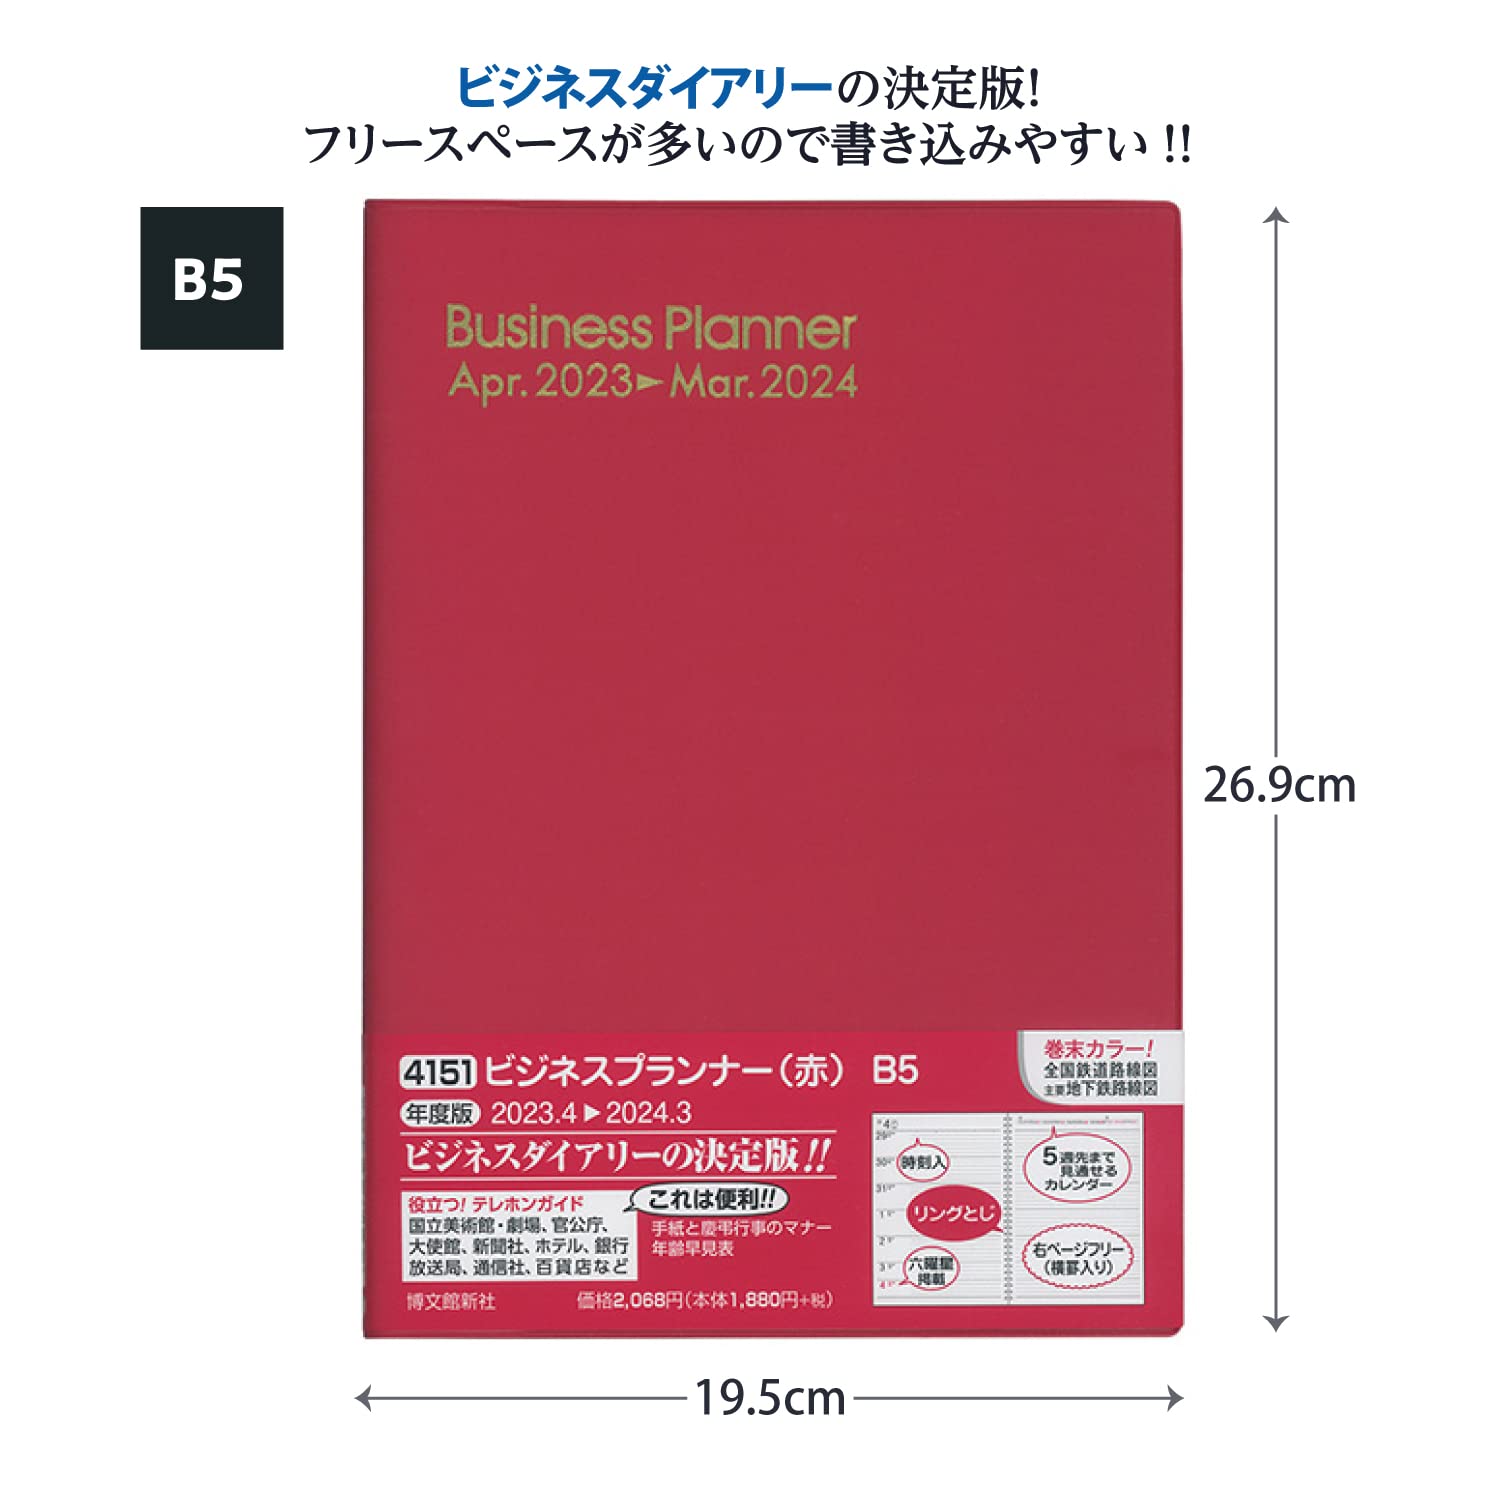 ビジネスダイアリーの決定版!
フリースペースが多いので書き込みやすい!!
B5
Business Planner
Apr.2023►Mar.2024
26.9cm
4151 ビジネスプランナー(赤) B5
年度版 2023.4►2024.3
ビジネスダイアリーの決定版!!
役立つ! テレホンガイド
国立美術館・劇場、官公庁、
大使館、新聞社、ホテル、銀行
放送局、通信社、百貨店など
これは便利!!
手紙と慶弔行事のマナー
年齢早見表
博文館新社
価格2,068円(本体1,880円+税)
巻末カラー!
全国鉄道路線図
主要地下鉄路線図
4
29
30
31
1
2
3
4
時刻入
リングとじ
六曜星
掲載
5週先まで
見通せる
カレンダー
右ページフリー
(横罫入り)
19.5cm